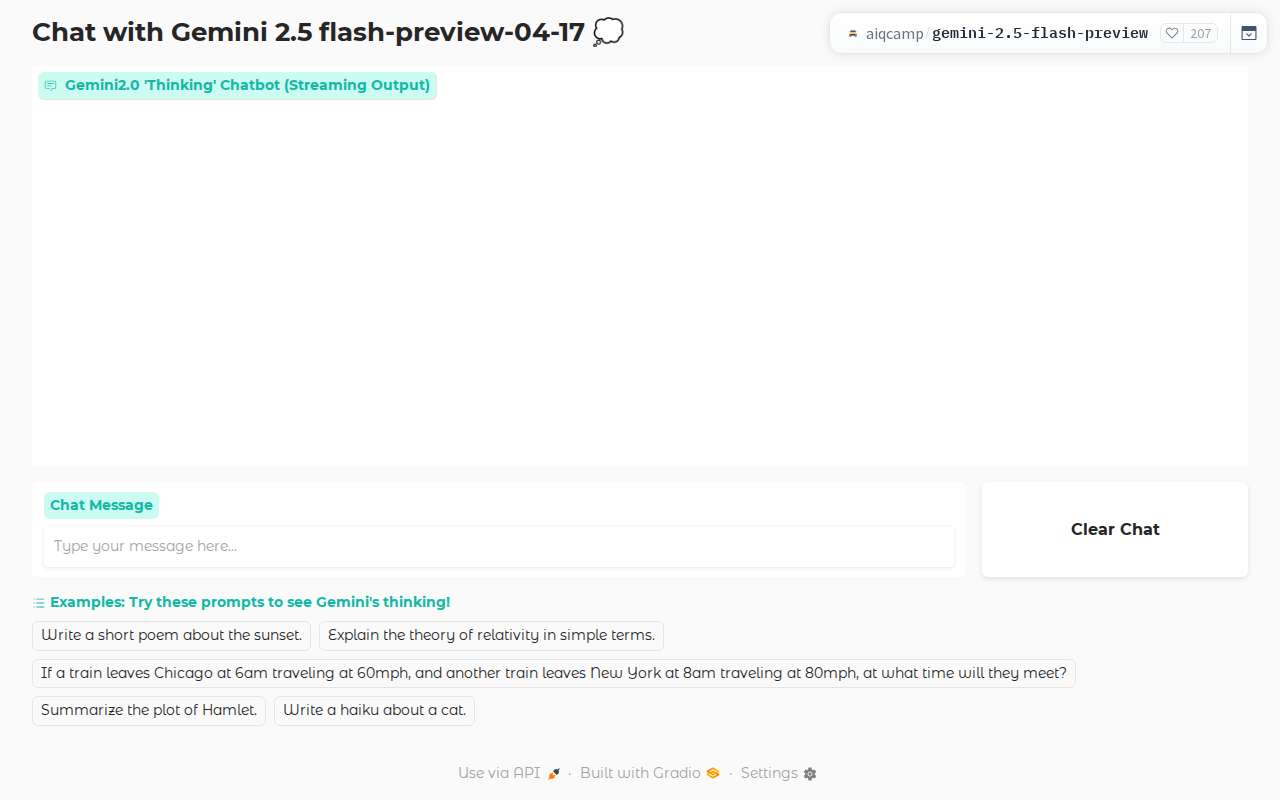 Chat with Gemini 2.5 flash-preview-04-17 💭
aiqcamp/gemini-2.5-flash-preview 207
Gemini2.0 'Thinking' Chatbot (Streaming Output)
Chat Message
Type your message here...
Clear Chat
Examples: Try these prompts to see Gemini's thinking!
Write a short poem about the sunset. Explain the theory of relativity in simple terms.
If a train leaves Chicago at 6am traveling at 60mph, and another train leaves New York at 8am traveling at 80mph, at what time will they meet?
Summarize the plot of Hamlet. Write a haiku about a cat.
Use via API · Built with Gradio · Settings